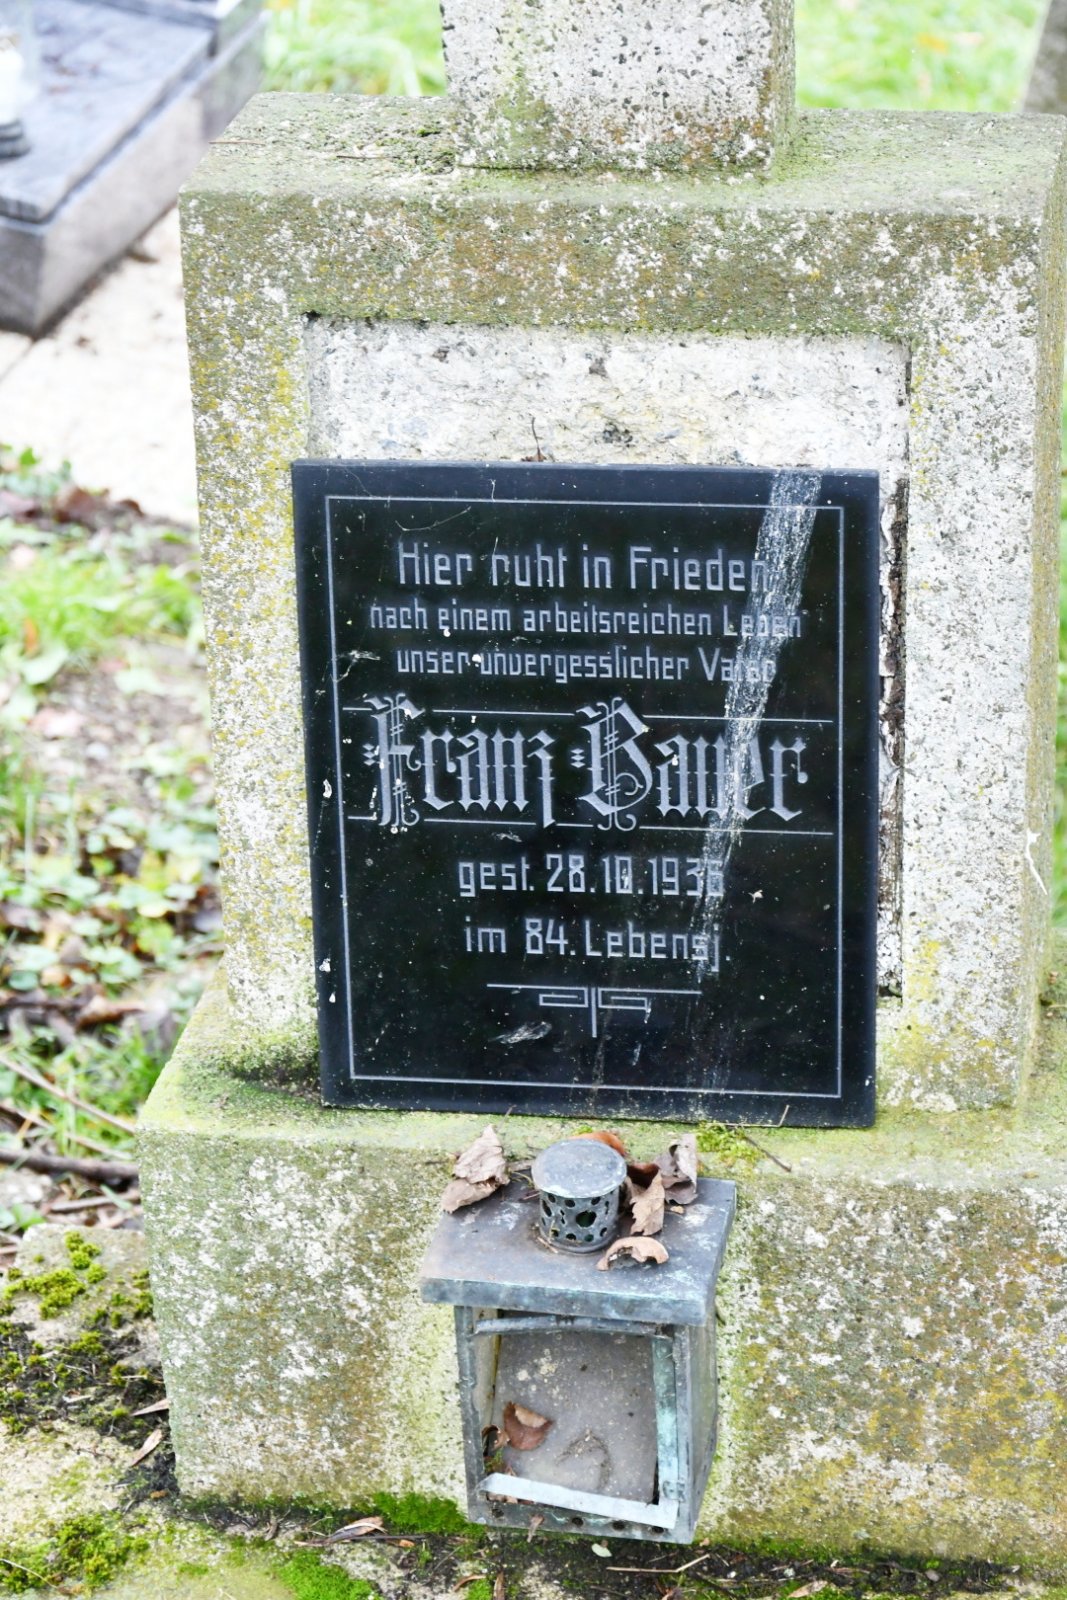 Hier ruht in Frieden
nach einem arbeitsreichen Leben
unser unvergesslicher Vater
Franz Bauer
gest. 28.10.1936
im 84. Lebensj.